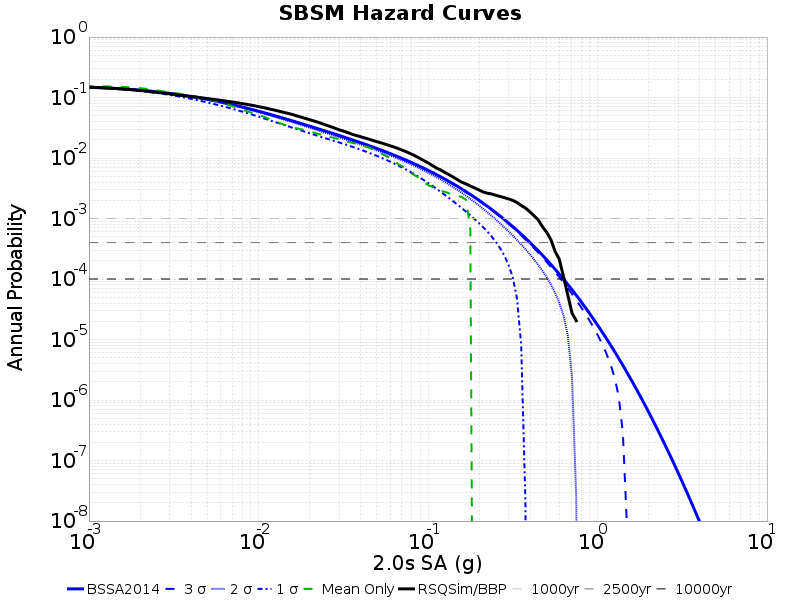 SBSM Hazard Curves
10^0
10^-1
10^-2
10^-3
10^-4
10^-5
10^-6
10^-7
10^-8
Annual Probability
10^-3 10^-2 10^-1 10^0 10^1
2.0s SA (g)
BSSA2014 3 σ 2 σ 1 σ Mean Only RSQSim/BBP 1000yr 2500yr 10000yr